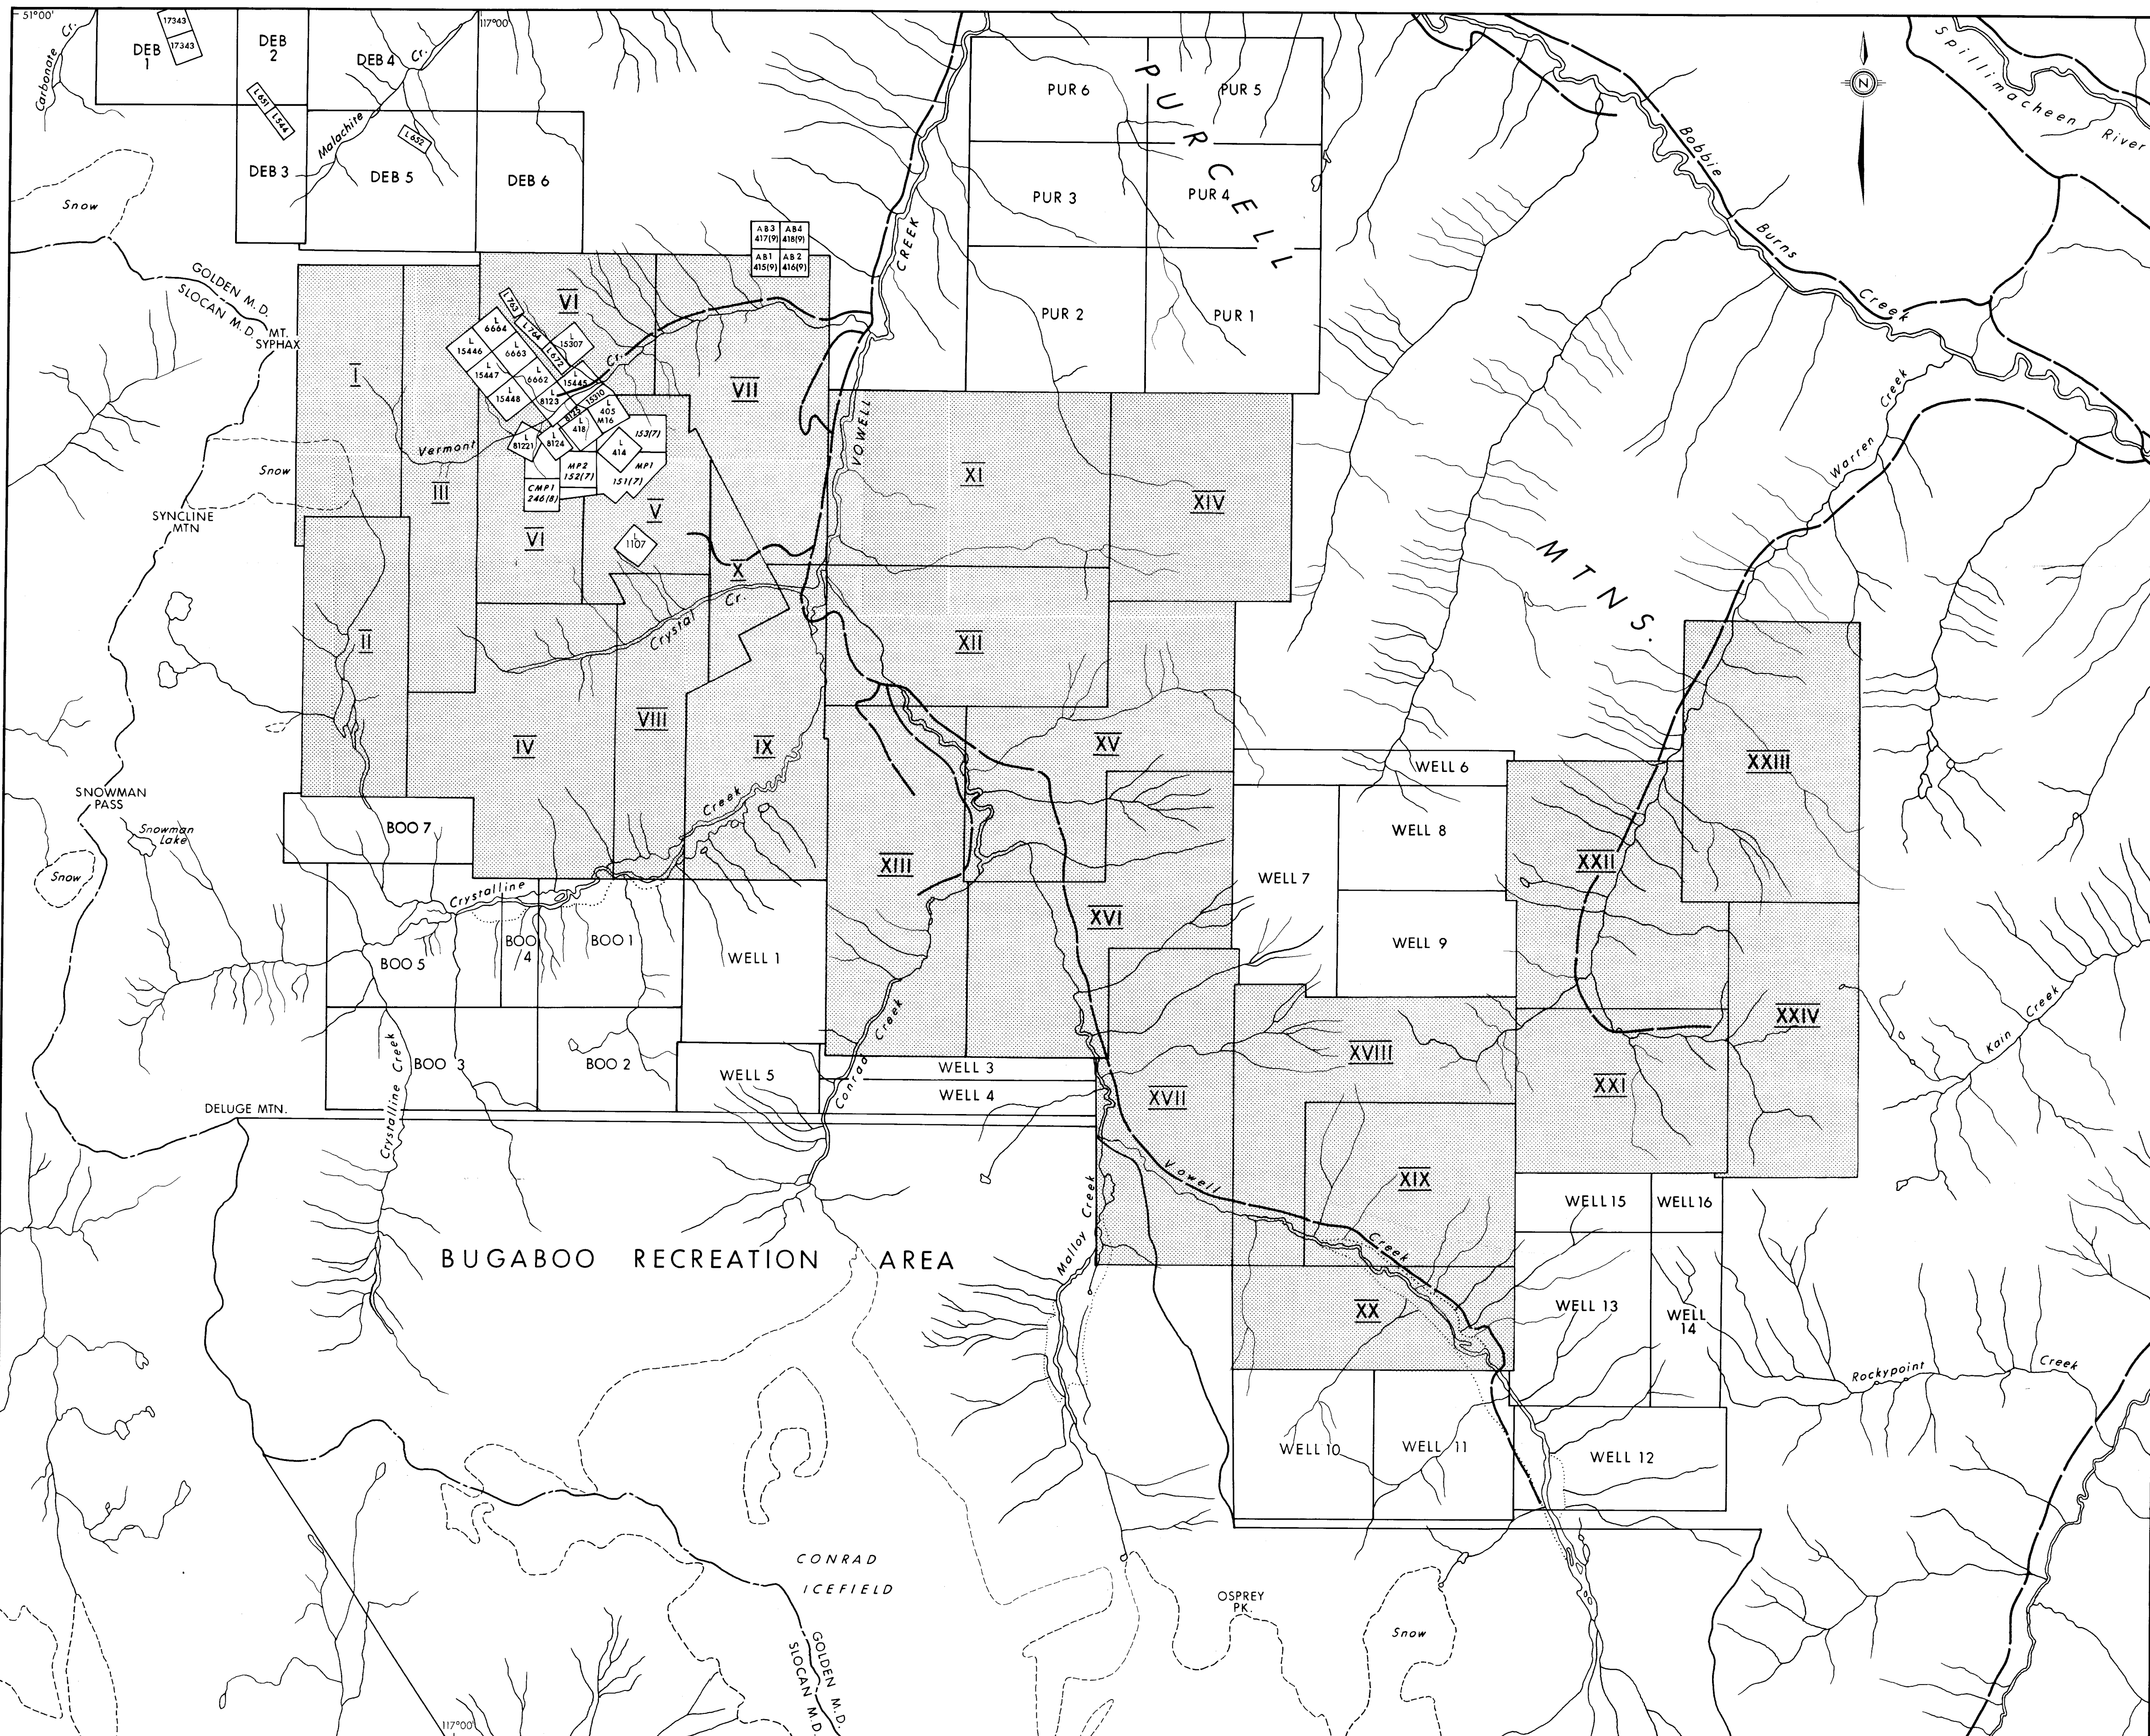 51°00'
117°00'
Carbonate Cr.
17343
17343
DEB
1
DEB
2
DEB 4
Malachite Cr.
L651
L544
L652
DEB 3
DEB 5
DEB 6
Snow
PUR 6
PUR 5
PUR 3
PUR 4
PUR 2
PUR 1
PURCELL
MTNS.
N
Spillimacheen River
Bobbie Burns Creek
AB3
417(9)
AB4
418(9)
AB1
415(9)
AB2
416(9)
VOWELL CREEK
GOLDEN M.D.
SLOCAN M.D.
MT.
SYPHAX
I
III
VI
VII
L763
L764
L672
L
6664
L
15446
L
6663
L
15307
L
15447
L
6662
L
15445
L
15448
L
8123
8125
15310
L
405
M16
L
418
L
8124
L
81221
L
414
153(7)
MP2
152(7)
MP1
151(7)
CMP1
246(8)
Vermont Cr.
V
VI
L
1107
Snow
SYNCLINE
MTN
XI
XIV
Warren Creek
X
Crystal Cr.
II
XII
IV
VIII
IX
XV
XXIII
SNOWMAN
PASS
Snowman
Lake
Snow
BOO 7
Crystalline Creek
XIII
WELL 6
WELL 7
WELL 8
XXII
XVI
WELL 9
BOO 5
BOO
4
BOO 1
WELL 1
BOO 3
BOO 2
WELL 5
WELL 3
WELL 4
Conrad Creek
Crystalline Creek
XVII
XVIII
XXI
XXIV
Kain Creek
DELUGE MTN.
XIX
WELL 15
WELL 16
Malloy Creek
Vowell Creek
BUGABOO RECREATION AREA
XX
WELL 13
WELL
14
Rockypoint Creek
WELL 10
WELL 11
WELL 12
CONRAD
ICEFIELD
OSPREY
PK.
Snow
GOLDEN M.D.
SLOCAN M.D.
117°00'